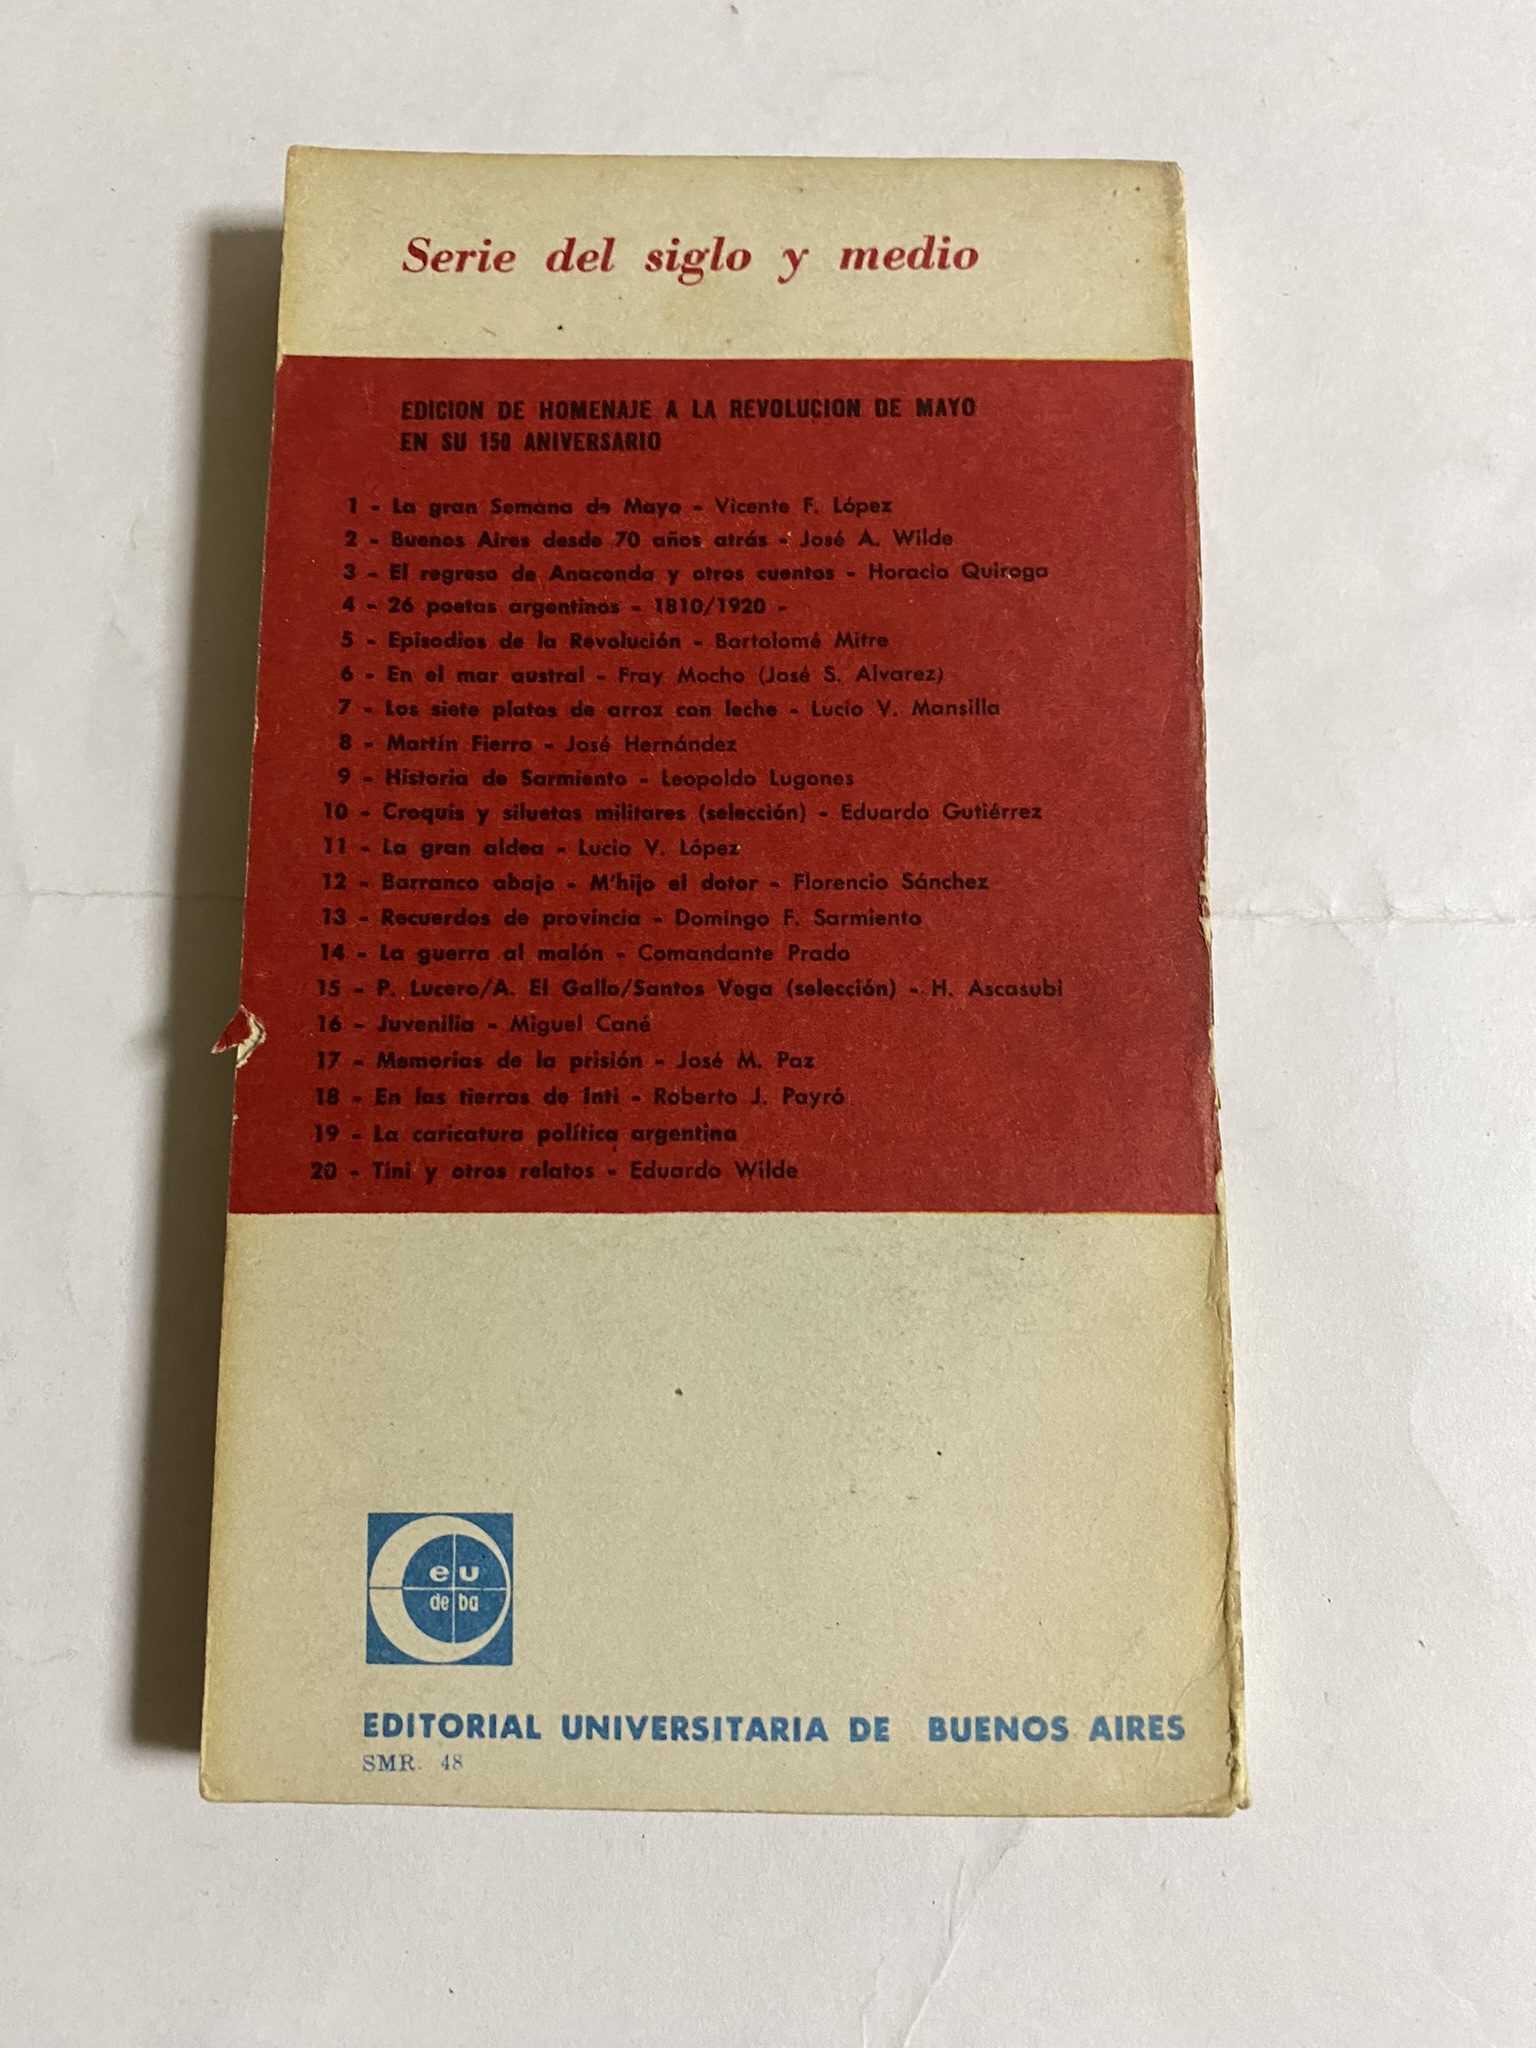 Serie del siglo y medio
EDICION DE HOMENAJE A LA REVOLUCION DE MAYO
EN SU 150 ANIVERSARIO
1 - La gran Semana de Mayo - Vicente F. López
2 - Buenos Aires desde 70 años atrás - José A. Wilde
3 - El regreso de Anaconda y otros cuentos - Horacio Quiroga
4 - 26 poetas argentinos - 1810/1920 -
5 - Episodios de la Revolución - Bartolomé Mitre
6 - En el mar austral - Fray Mocho (José S. Alvarez)
7 - Los siete platos de arroz con leche - Lucio V. Mansilla
8 - Martín Fierro - José Hernández
9 - Historia de Sarmiento - Leopoldo Lugones
10 - Croquis y siluetas militares (selección) - Eduardo Gutiérrez
11 - La gran aldea - Lucio V. López
12 - Barranco abajo - M'hijo el dotor - Florencio Sánchez
13 - Recuerdos de provincia - Domingo F. Sarmiento
14 - La guerra al malón - Comandante Prado
15 - P. Lucero/A. El Gallo/Santos Vega (selección) - H. Ascasubi
16 - Juvenilia - Miguel Cané
17 - Memorias de la prisión - José M. Paz
18 - En las tierras de Inti - Roberto J. Payró
19 - La caricatura política argentina
20 - Tini y otros relatos - Eduardo Wilde
eu
de ba
EDITORIAL UNIVERSITARIA DE BUENOS AIRES
SMR. 48